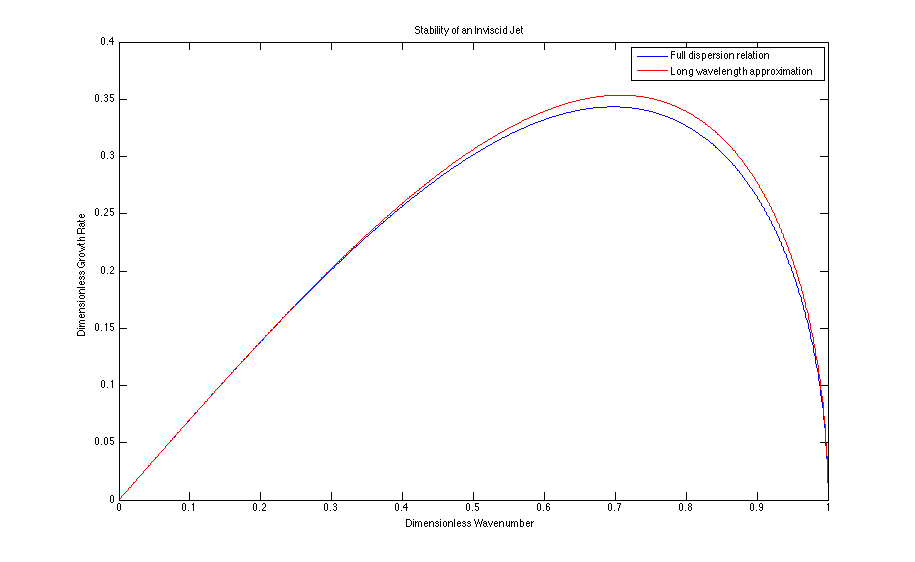 Stability of an Inviscid Jet
Full dispersion relation
Long wavelength approximation
0.4
0.35
0.3
0.25
0.2
0.15
0.1
0.05
0
Dimensionless Growth Rate
0 0.1 0.2 0.3 0.4 0.5 0.6 0.7 0.8 0.9 1
Dimensionless Wavenumber